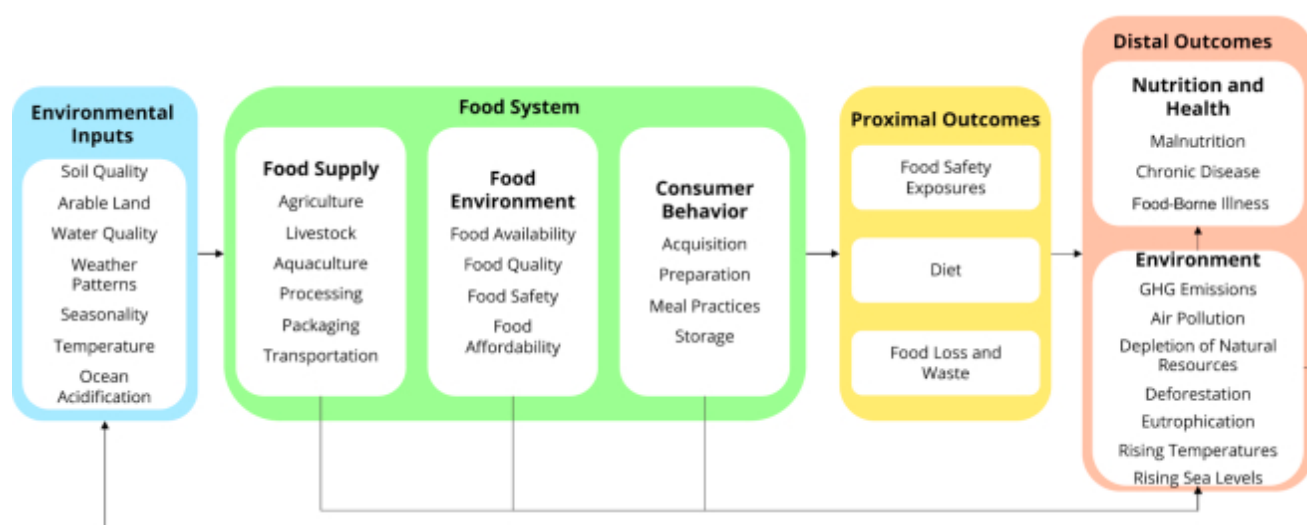 Environmental
Inputs
Soil Quality
Arable Land
Water Quality
Weather
Patterns
Seasonality
Temperature
Ocean
Acidification
Food System
Food Supply
Agriculture
Livestock
Aquaculture
Processing
Packaging
Transportation
Food
Environment
Food Availability
Food Quality
Food Safety
Food
Affordability
Consumer
Behavior
Acquisition
Preparation
Meal Practices
Storage
Proximal Outcomes
Food Safety
Exposures
Diet
Food Loss and
Waste
Distal Outcomes
Nutrition and
Health
Malnutrition
Chronic Disease
Food-Borne Illness
Environment
GHG Emissions
Air Pollution
Depletion of Natural
Resources
Deforestation
Eutrophication
Rising Temperatures
Rising Sea Levels